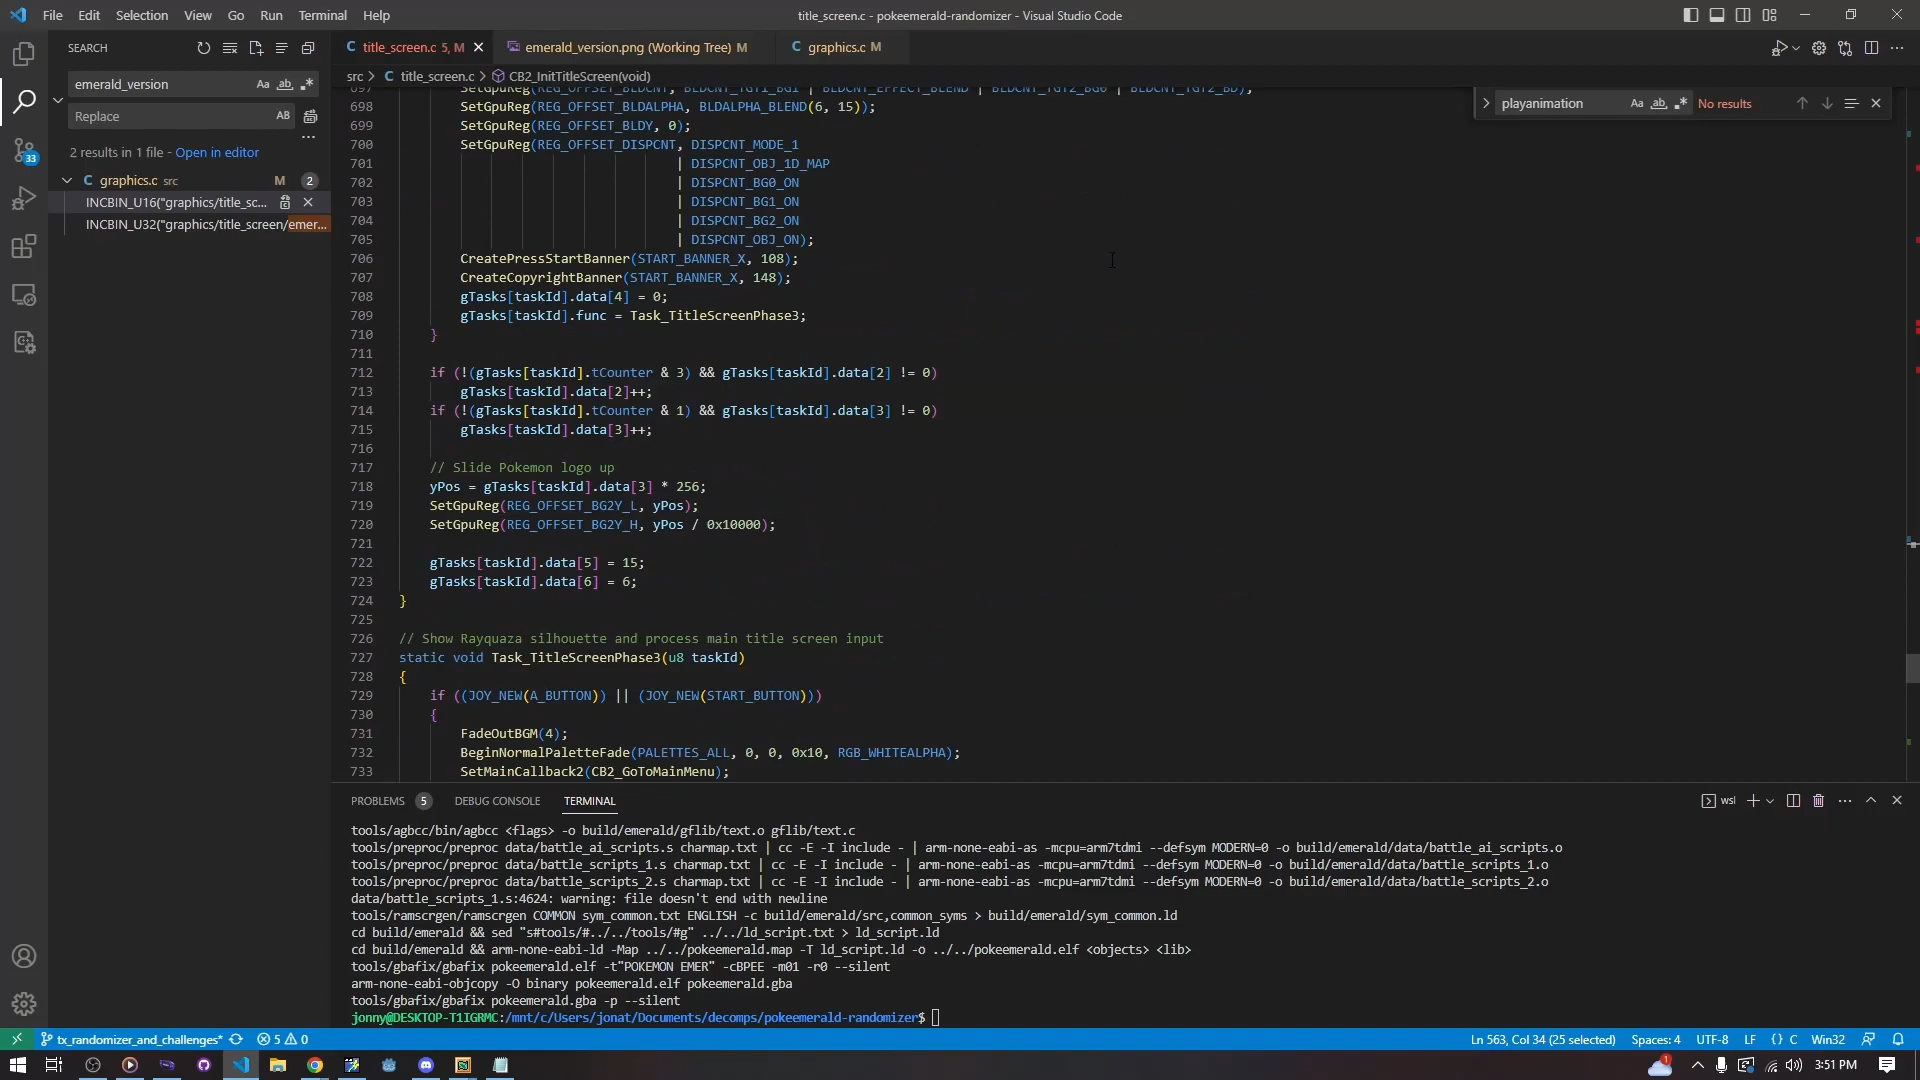 File Edit Selection View Go Run Terminal Help
title_screen.c - pokeemerald-randomizer - Visual Studio Code
SEARCH
emerald_version
Aa ab
Replace
AB
2 results in 1 file - Open in editor
C graphics.c src M 2
INCBIN_U16("graphics/title_sc...
INCBIN_U32("graphics/title_screen/emer...
33
C title_screen.c 5, M
emerald_version.png (Working Tree) M
C graphics.c M
src > C title_screen.c > CB2_InitTitleScreen(void)
playanimation Aa ab No results
697 SetGpuReg(REG_OFFSET_BLDCNT, BLDCNT_TGT1_BG1 | BLDCNT_EFFECT_BLEND | BLDCNT_TGT2_BG0 | BLDCNT_TGT2_BD);
698 SetGpuReg(REG_OFFSET_BLDALPHA, BLDALPHA_BLEND(6, 15));
699 SetGpuReg(REG_OFFSET_BLDY, 0);
700 SetGpuReg(REG_OFFSET_DISPCNT, DISPCNT_MODE_1
701 | DISPCNT_OBJ_1D_MAP
702 | DISPCNT_BG0_ON
703 | DISPCNT_BG1_ON
704 | DISPCNT_BG2_ON
705 | DISPCNT_OBJ_ON);
706 CreatePressStartBanner(START_BANNER_X, 108);
707 CreateCopyrightBanner(START_BANNER_X, 148);
708 gTasks[taskId].data[4] = 0;
709 gTasks[taskId].func = Task_TitleScreenPhase3;
710 }
711
712 if (!(gTasks[taskId].tCounter & 3) && gTasks[taskId].data[2] != 0)
713 gTasks[taskId].data[2]++;
714 if (!(gTasks[taskId].tCounter & 1) && gTasks[taskId].data[3] != 0)
715 gTasks[taskId].data[3]++;
716
717 // Slide Pokemon logo up
718 yPos = gTasks[taskId].data[3] * 256;
719 SetGpuReg(REG_OFFSET_BG2Y_L, yPos);
720 SetGpuReg(REG_OFFSET_BG2Y_H, yPos / 0x10000);
721
722 gTasks[taskId].data[5] = 15;
723 gTasks[taskId].data[6] = 6;
724 }
725
726 // Show Rayquaza silhouette and process main title screen input
727 static void Task_TitleScreenPhase3(u8 taskId)
728 {
729 if ((JOY_NEW(A_BUTTON)) || (JOY_NEW(START_BUTTON)))
730 {
731 FadeOutBGM(4);
732 BeginNormalPaletteFade(PALETTES_ALL, 0, 0, 0x10, RGB_WHITEALPHA);
733 SetMainCallback2(CB2_GoToMainMenu);
PROBLEMS 5 DEBUG CONSOLE TERMINAL
wsl
tools/agbcc/bin/agbcc <flags> -o build/emerald/gflib/text.o gflib/text.c
tools/preproc/preproc data/battle_ai_scripts.s charmap.txt | cc -E -I include - | arm-none-eabi-as -mcpu=arm7tdmi --defsym MODERN=0 -o build/emerald/data/battle_ai_scripts.o
tools/preproc/preproc data/battle_scripts_1.s charmap.txt | cc -E -I include - | arm-none-eabi-as -mcpu=arm7tdmi --defsym MODERN=0 -o build/emerald/data/battle_scripts_1.o
tools/preproc/preproc data/battle_scripts_2.s charmap.txt | cc -E -I include - | arm-none-eabi-as -mcpu=arm7tdmi --defsym MODERN=0 -o build/emerald/data/battle_scripts_2.o
data/battle_scripts_1.s:4624: warning: file doesn't end with newline
tools/ramscrgen/ramscrgen COMMON sym_common.txt ENGLISH -c build/emerald/src,common_syms > build/emerald/sym_common.ld
cd build/emerald && sed "s#tools/#../../tools/#g" ../../ld_script.txt > ld_script.ld
cd build/emerald && arm-none-eabi-ld -Map ../../pokeemerald.map -T ld_script.ld -o ../../pokeemerald.elf <objects> <lib>
tools/gbafix/gbafix pokeemerald.elf -t"POKEMON EMER" -cBPEE -m01 -r0 --silent
arm-none-eabi-objcopy -O binary pokeemerald.elf pokeemerald.gba
tools/gbafix/gbafix pokeemerald.gba -p --silent
jonny@DESKTOP-T1IGRMC:/mnt/c/Users/jonat/Documents/decomps/pokeemerald-randomizer$
tx_randomizer_and_challenges* 5 0
Ln 563, Col 34 (25 selected) Spaces: 4 UTF-8 LF {} C Win32
1
3:51 PM